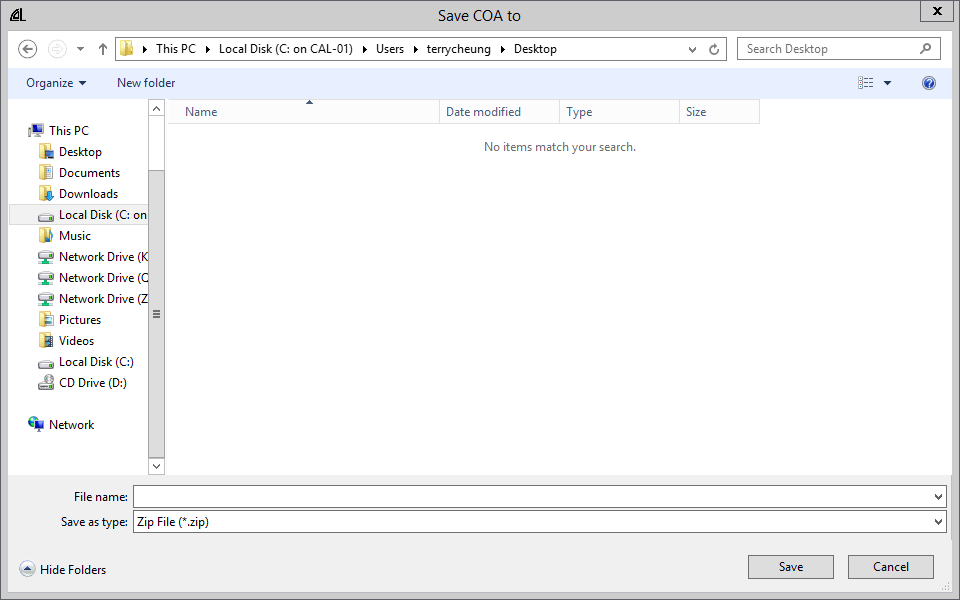 Save COA to
This PC Local Disk (C: on CAL-01) Users terrycheung Desktop
Search Desktop
Organize New folder
Name Date modified Type Size
No items match your search.
This PC
Desktop
Documents
Downloads
Local Disk (C: on
Music
Network Drive (K
Network Drive (Q
Network Drive (Z
Pictures
Videos
Local Disk (C:)
CD Drive (D:)
Network
File name:
Save as type: Zip File (*.zip)
Hide Folders Save Cancel